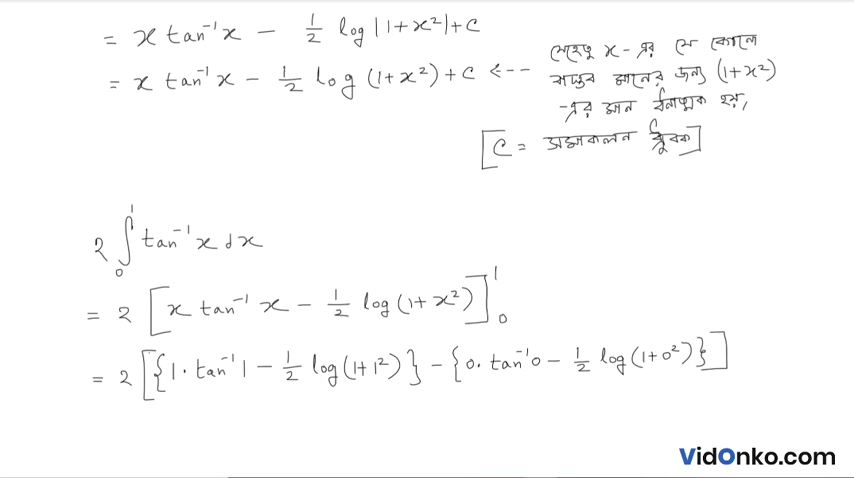 = x tan⁻¹x − 1/2 log |1+x²| + c
= x tan⁻¹x − 1/2 log (1+x²) + c ←-- যেহেতু x-এর যে কোনো
বাস্তব মানের জন্য (1+x²)
-এর মান ধনাত্মক হয়,
[c = সমাকলন ধ্রুবক]
2 ∫₀¹ tan⁻¹x dx
= 2 [x tan⁻¹x − 1/2 log (1+x²)]₀¹
= 2 [{1·tan⁻¹1 − 1/2 log (1+1²)} − {0·tan⁻¹0 − 1/2 log (1+0²)}]
VidOnko.com